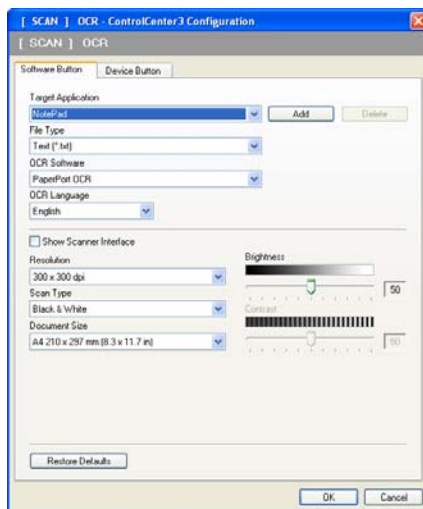 [ SCAN ]  OCR - ControlCenter3 Configuration
[ SCAN ]   OCR
Software Button Device Button
Target Application
NotePad Add Delete
File Type
Text (*.txt)
OCR Software
PaperPort OCR
OCR Language
English
Show Scanner Interface
Resolution Brightness
300 x 300 dpi 50
Scan Type Contrast
Black & White 50
Document Size
A4 210 x 297 mm (8.3 x 11.7 in)
Restore Defaults
OK Cancel